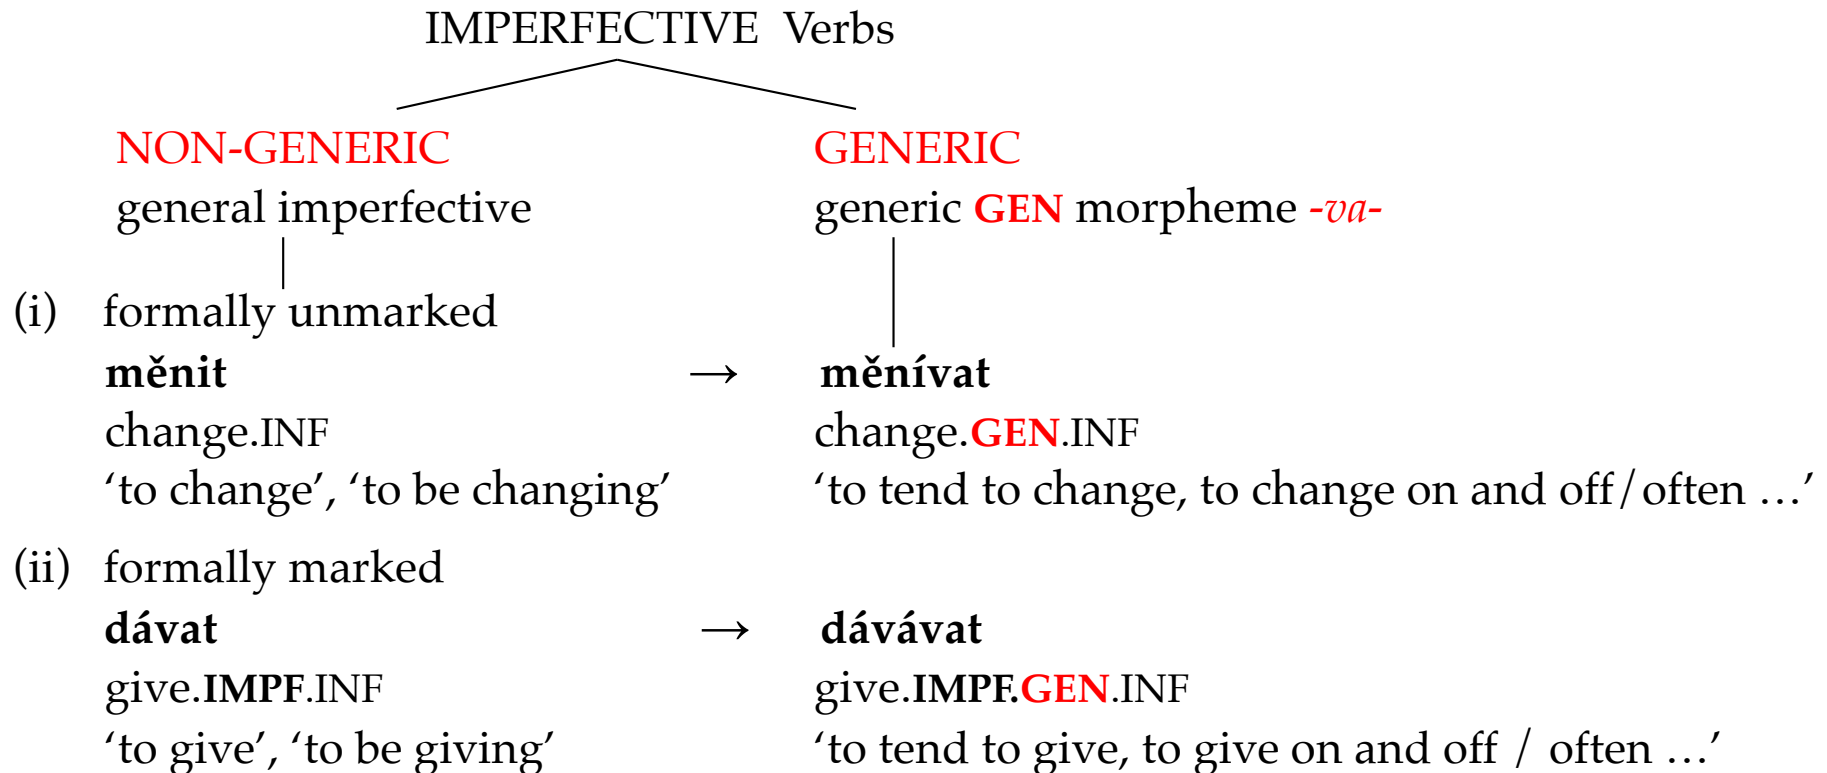 IMPERFECTIVE Verbs
NON-GENERIC GENERIC
general imperfective generic GEN morpheme -va-
(i) formally unmarked
měnit → měnívat
change.INF change.GEN.INF
‘to change’, ‘to be changing’ ‘to tend to change, to change on and off/often …’
(ii) formally marked
dávat → dávávat
give.IMPF.INF give.IMPF.GEN.INF
‘to give’, ‘to be giving’ ‘to tend to give, to give on and off / often …’